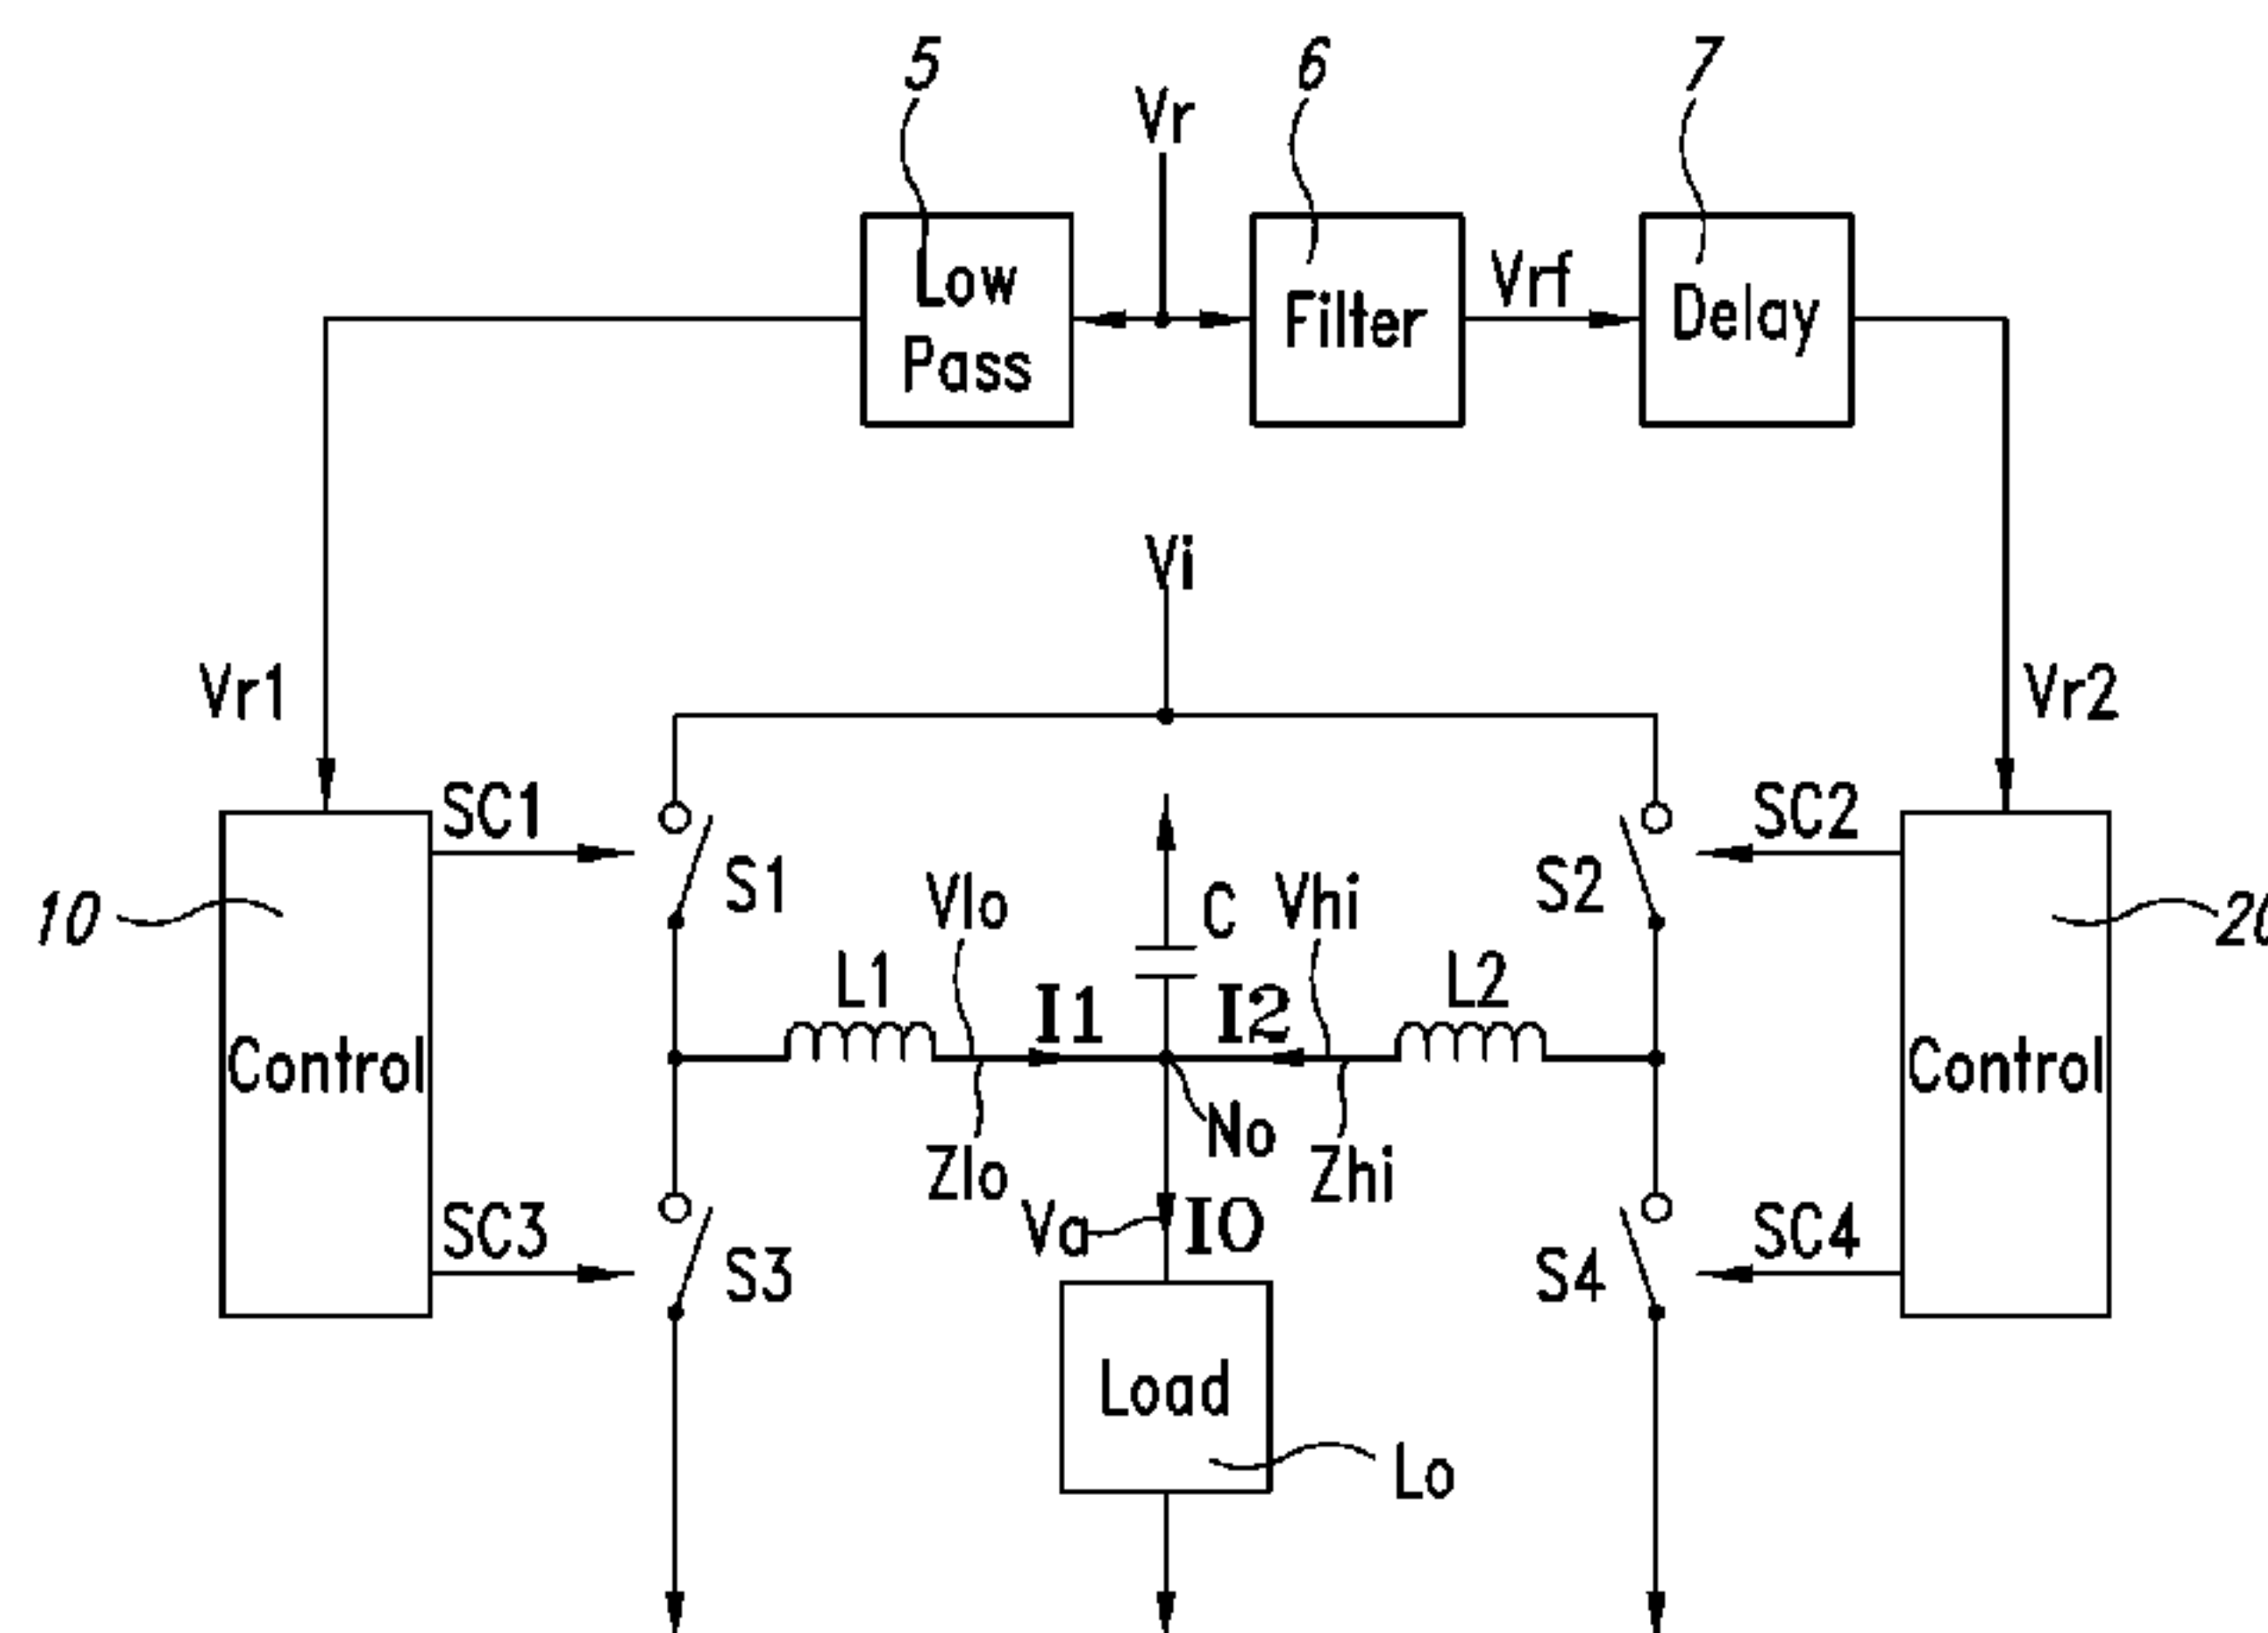 5
6
7
Vr
Low
Pass
Filter
Vrf
Delay
Vi
Vr1
Vr2
SC1
S1
S2
SC2
10
Vlo
C
Vhi
20
L1
I1
I2
L2
Control
Control
No
Zlo
Zhi
Va
IO
SC3
S3
S4
SC4
Load
Lo